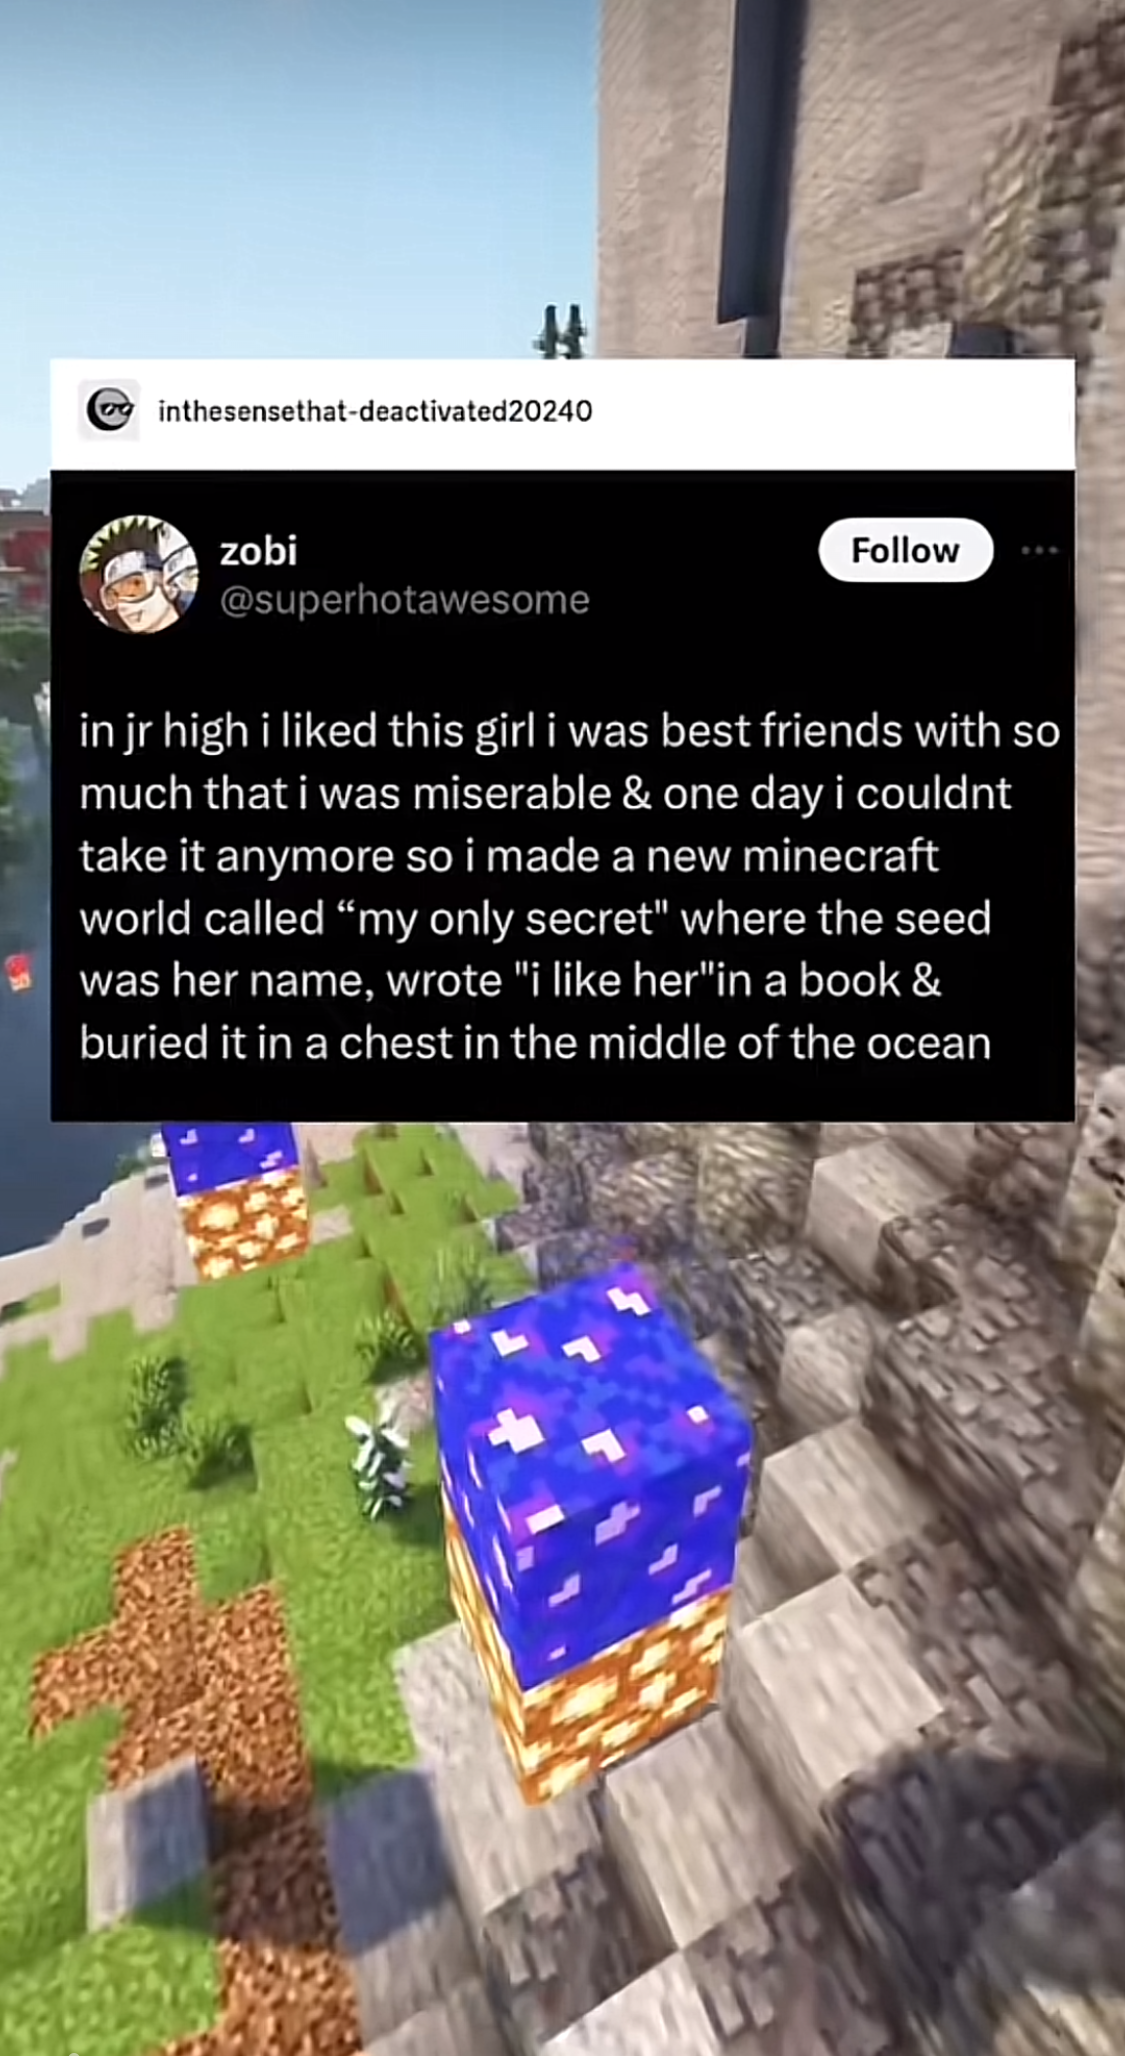 inthesensethat-deactivated20240
zobi
Follow
@superhotawesome
in jr high i liked this girl i was best friends with so
much that i was miserable & one day i couldnt
take it anymore so i made a new minecraft
world called “my only secret" where the seed
was her name, wrote "i like her"in a book &
buried it in a chest in the middle of the ocean